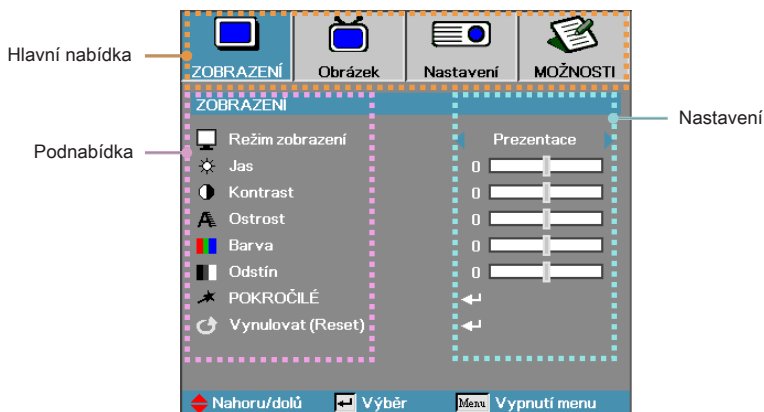 Hlavní nabídka
ZOBRAZENÍ Obrázek Nastavení MOŽNOSTI
ZOBRAZENÍ
Nastavení
Podnabídka
Režim zobrazení Prezentace
Jas 0
Kontrast 0
Ostrost 0
Barva 0
Odstín 0
POKROČILÉ
Vynulovat (Reset)
Nahoru/dolů Výběr Menu Vypnutí menu